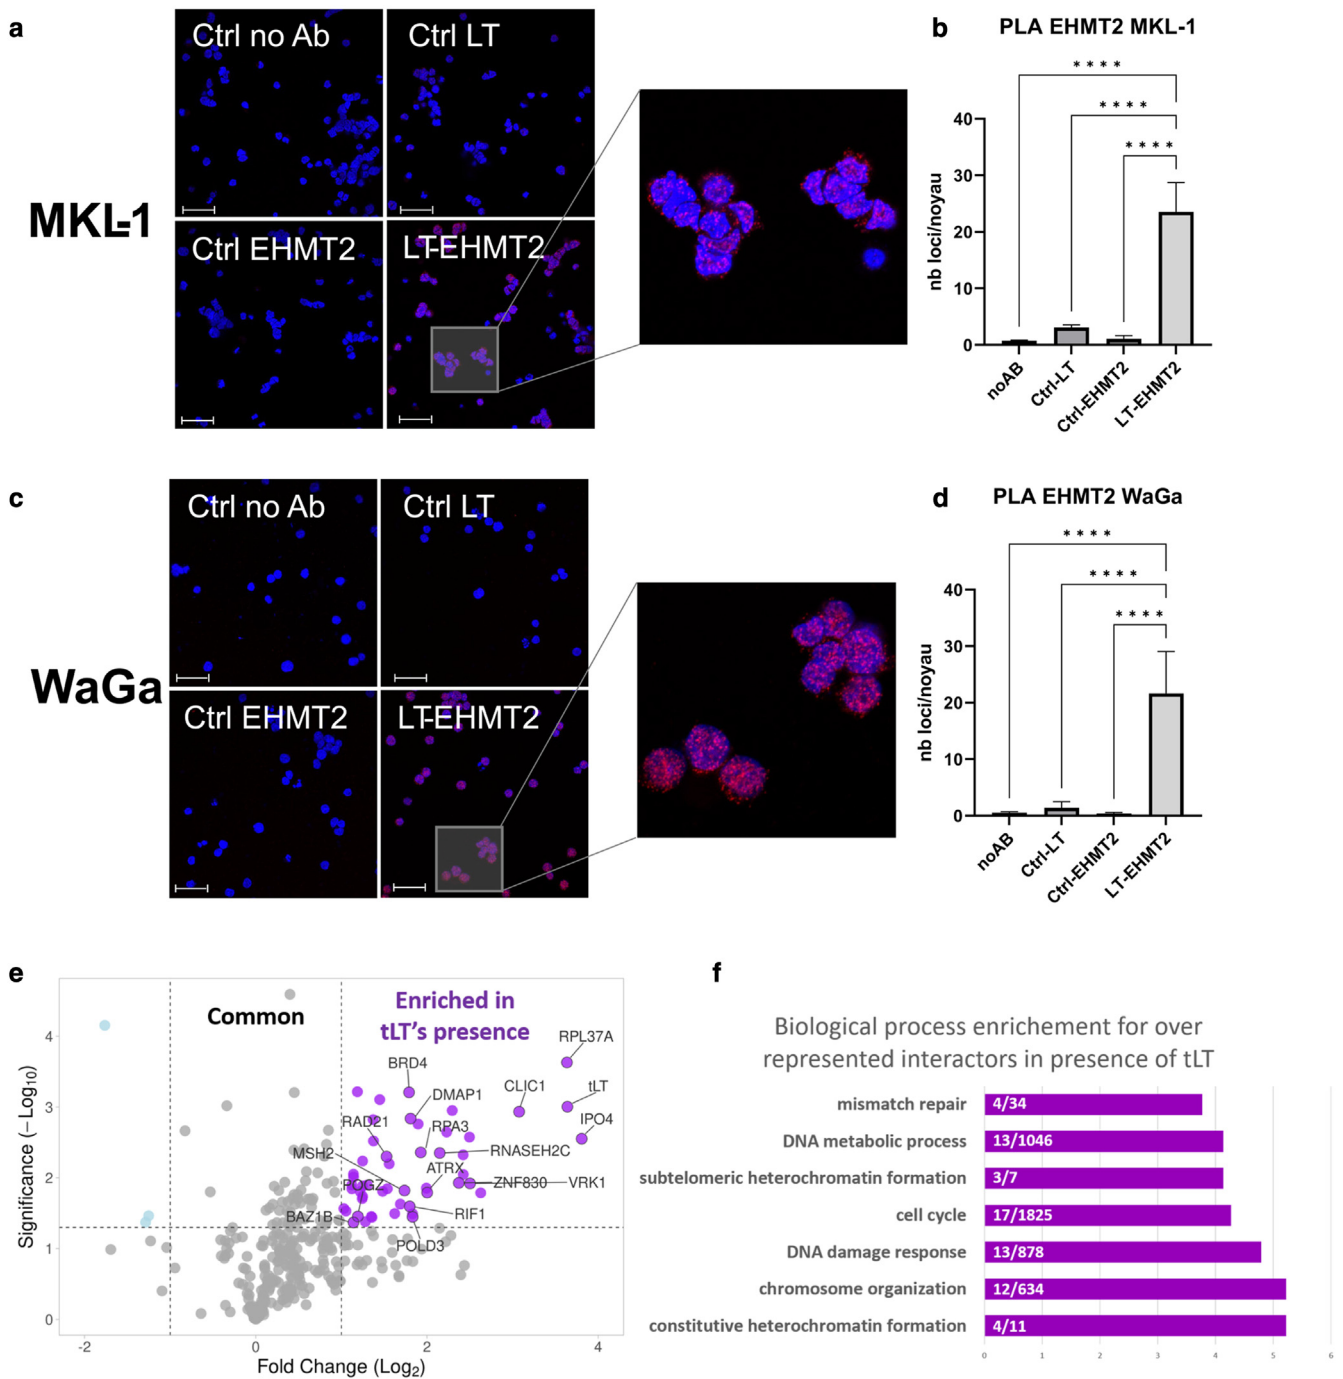 a
Ctrl no Ab
Ctrl LT
MKL-1
Ctrl EHMT2
LT-EHMT2
b
PLA EHMT2 MKL-1
****
****
****
nb loci/noyau
40
30
20
10
0
noAB
Ctrl-LT
Ctrl-EHMT2
LT-EHMT2
c
Ctrl no Ab
Ctrl LT
WaGa
Ctrl EHMT2
LT-EHMT2
d
PLA EHMT2 WaGa
****
****
****
nb loci/noyau
40
30
20
10
0
noAB
Ctrl-LT
Ctrl-EHMT2
LT-EHMT2
e
Common
Enriched in
tLT's presence
RPL37A
BRD4
CLIC1
tLT
DMAP1
IPO4
RAD21
RPA3
MSH2
RNASEH2C
ATRX
POGZ
ZNF830
VRK1
BAZ1B
RIF1
POLD3
Significance (−Log10)
4
3
2
1
0
-2
0
2
4
Fold Change (Log2)
f
Biological process enrichement for over
represented interactors in presence of tLT
mismatch repair 4/34
DNA metabolic process 13/1046
subtelomeric heterochromatin formation 3/7
cell cycle 17/1825
DNA damage response 13/878
chromosome organization 12/634
constitutive heterochromatin formation 4/11
0 1 2 3 4 5 6